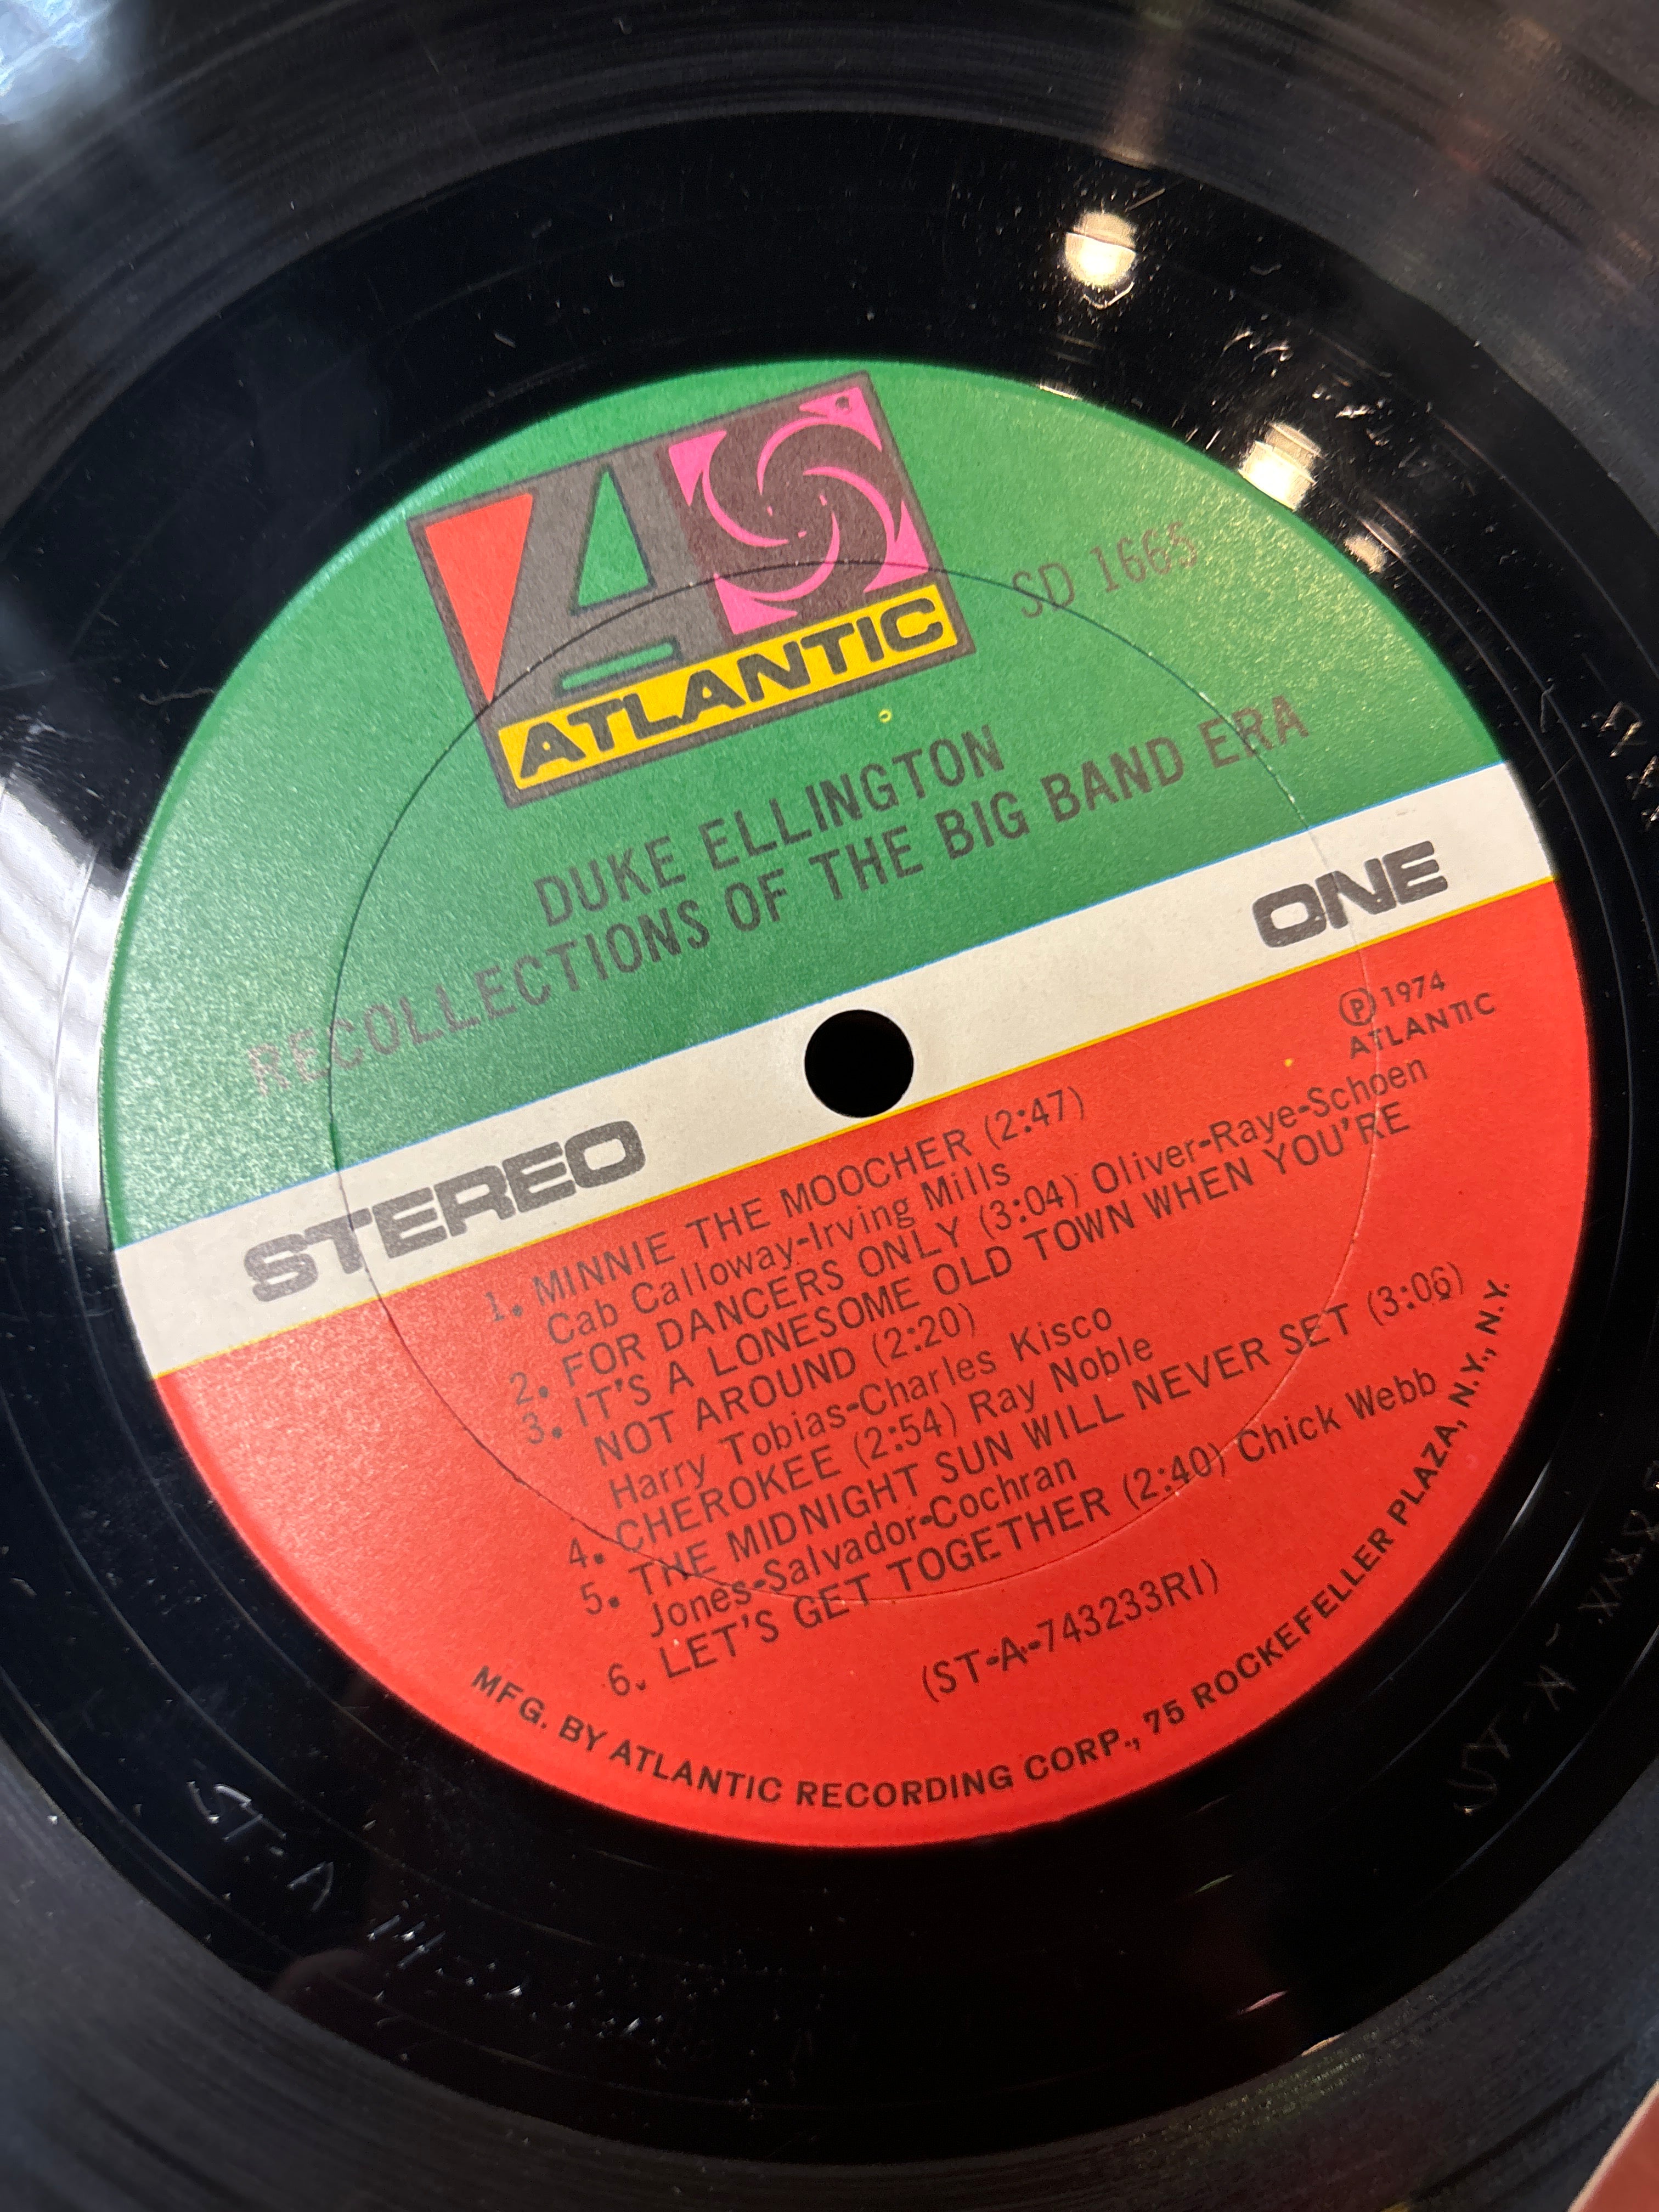 ATLANTIC
SD 1665
DUKE ELLINGTON
RECOLLECTIONS OF THE BIG BAND ERA
STEREO
ONE
Ⓟ 1974
ATLANTIC
1. MINNIE THE MOOCHER (2:47)
Cab Calloway-Irving Mills
2. FOR DANCERS ONLY (3:04) Oliver-Raye-Schoen
3. IT'S A LONESOME OLD TOWN WHEN YOU'RE
NOT AROUND (2:20)
Harry Tobias-Charles Kisco
4. CHEROKEE (2:54) Ray Noble
5. THE MIDNIGHT SUN WILL NEVER SET (3:06)
Jones-Salvador-Cochran
6. LET'S GET TOGETHER (2:40) Chick Webb
(ST-A-743233RI)
MFG. BY ATLANTIC RECORDING CORP., 75 ROCKEFELLER PLAZA, N.Y., N.Y.
ST-A